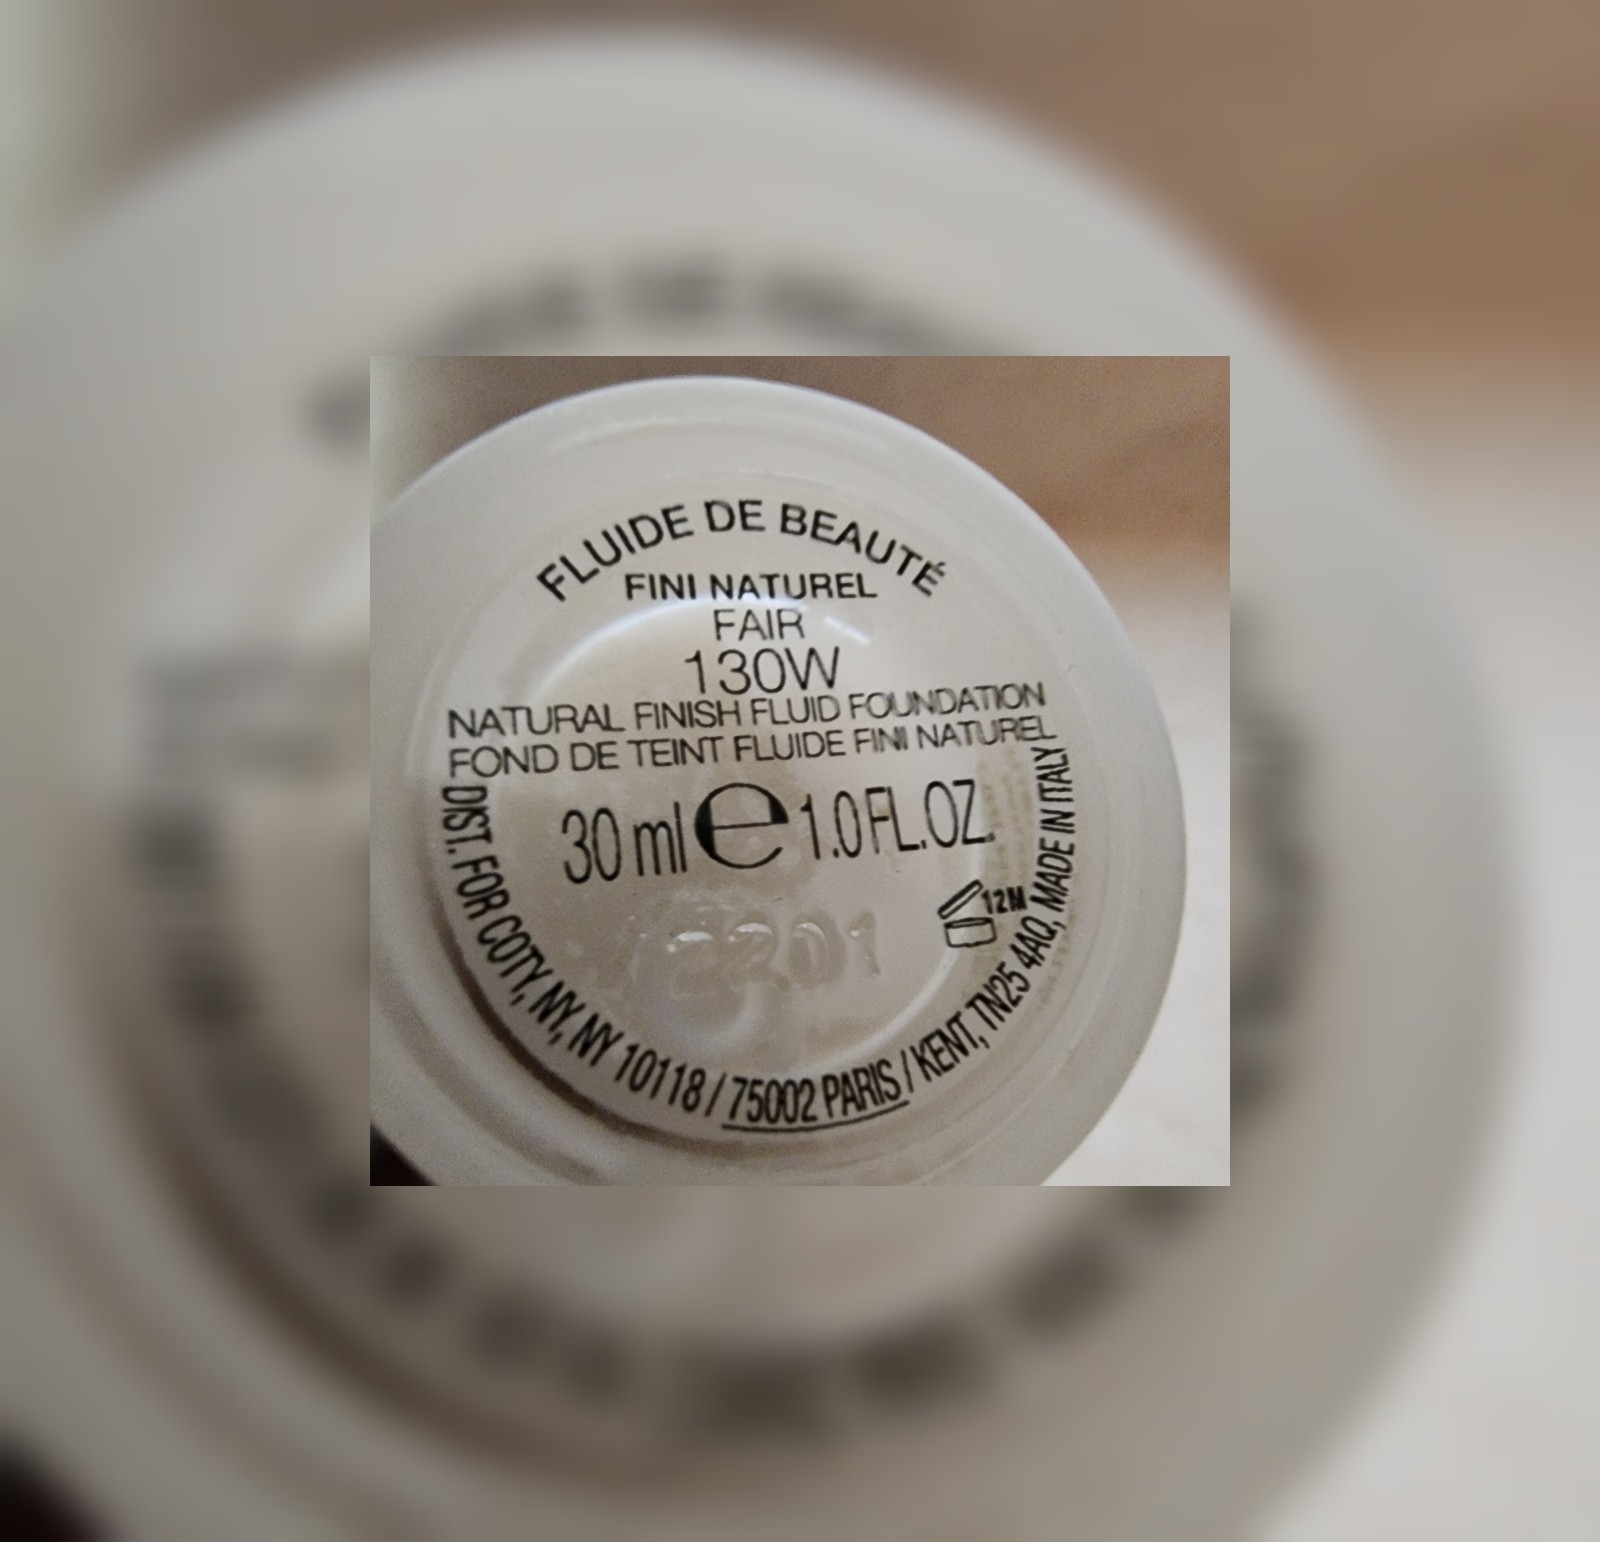 FLUIDE DE BEAUTÉ
FINI NATUREL
FAIR
130W
NATURAL FINISH FLUID FOUNDATION
FOND DE TEINT FLUIDE FINI NATUREL
30 ml e 1.0 FL.OZ.
12M
2201
DIST. FOR COTY, NY, NY 10118 / 75002 PARIS / KENT, TN25 4AQ, MADE IN ITALY